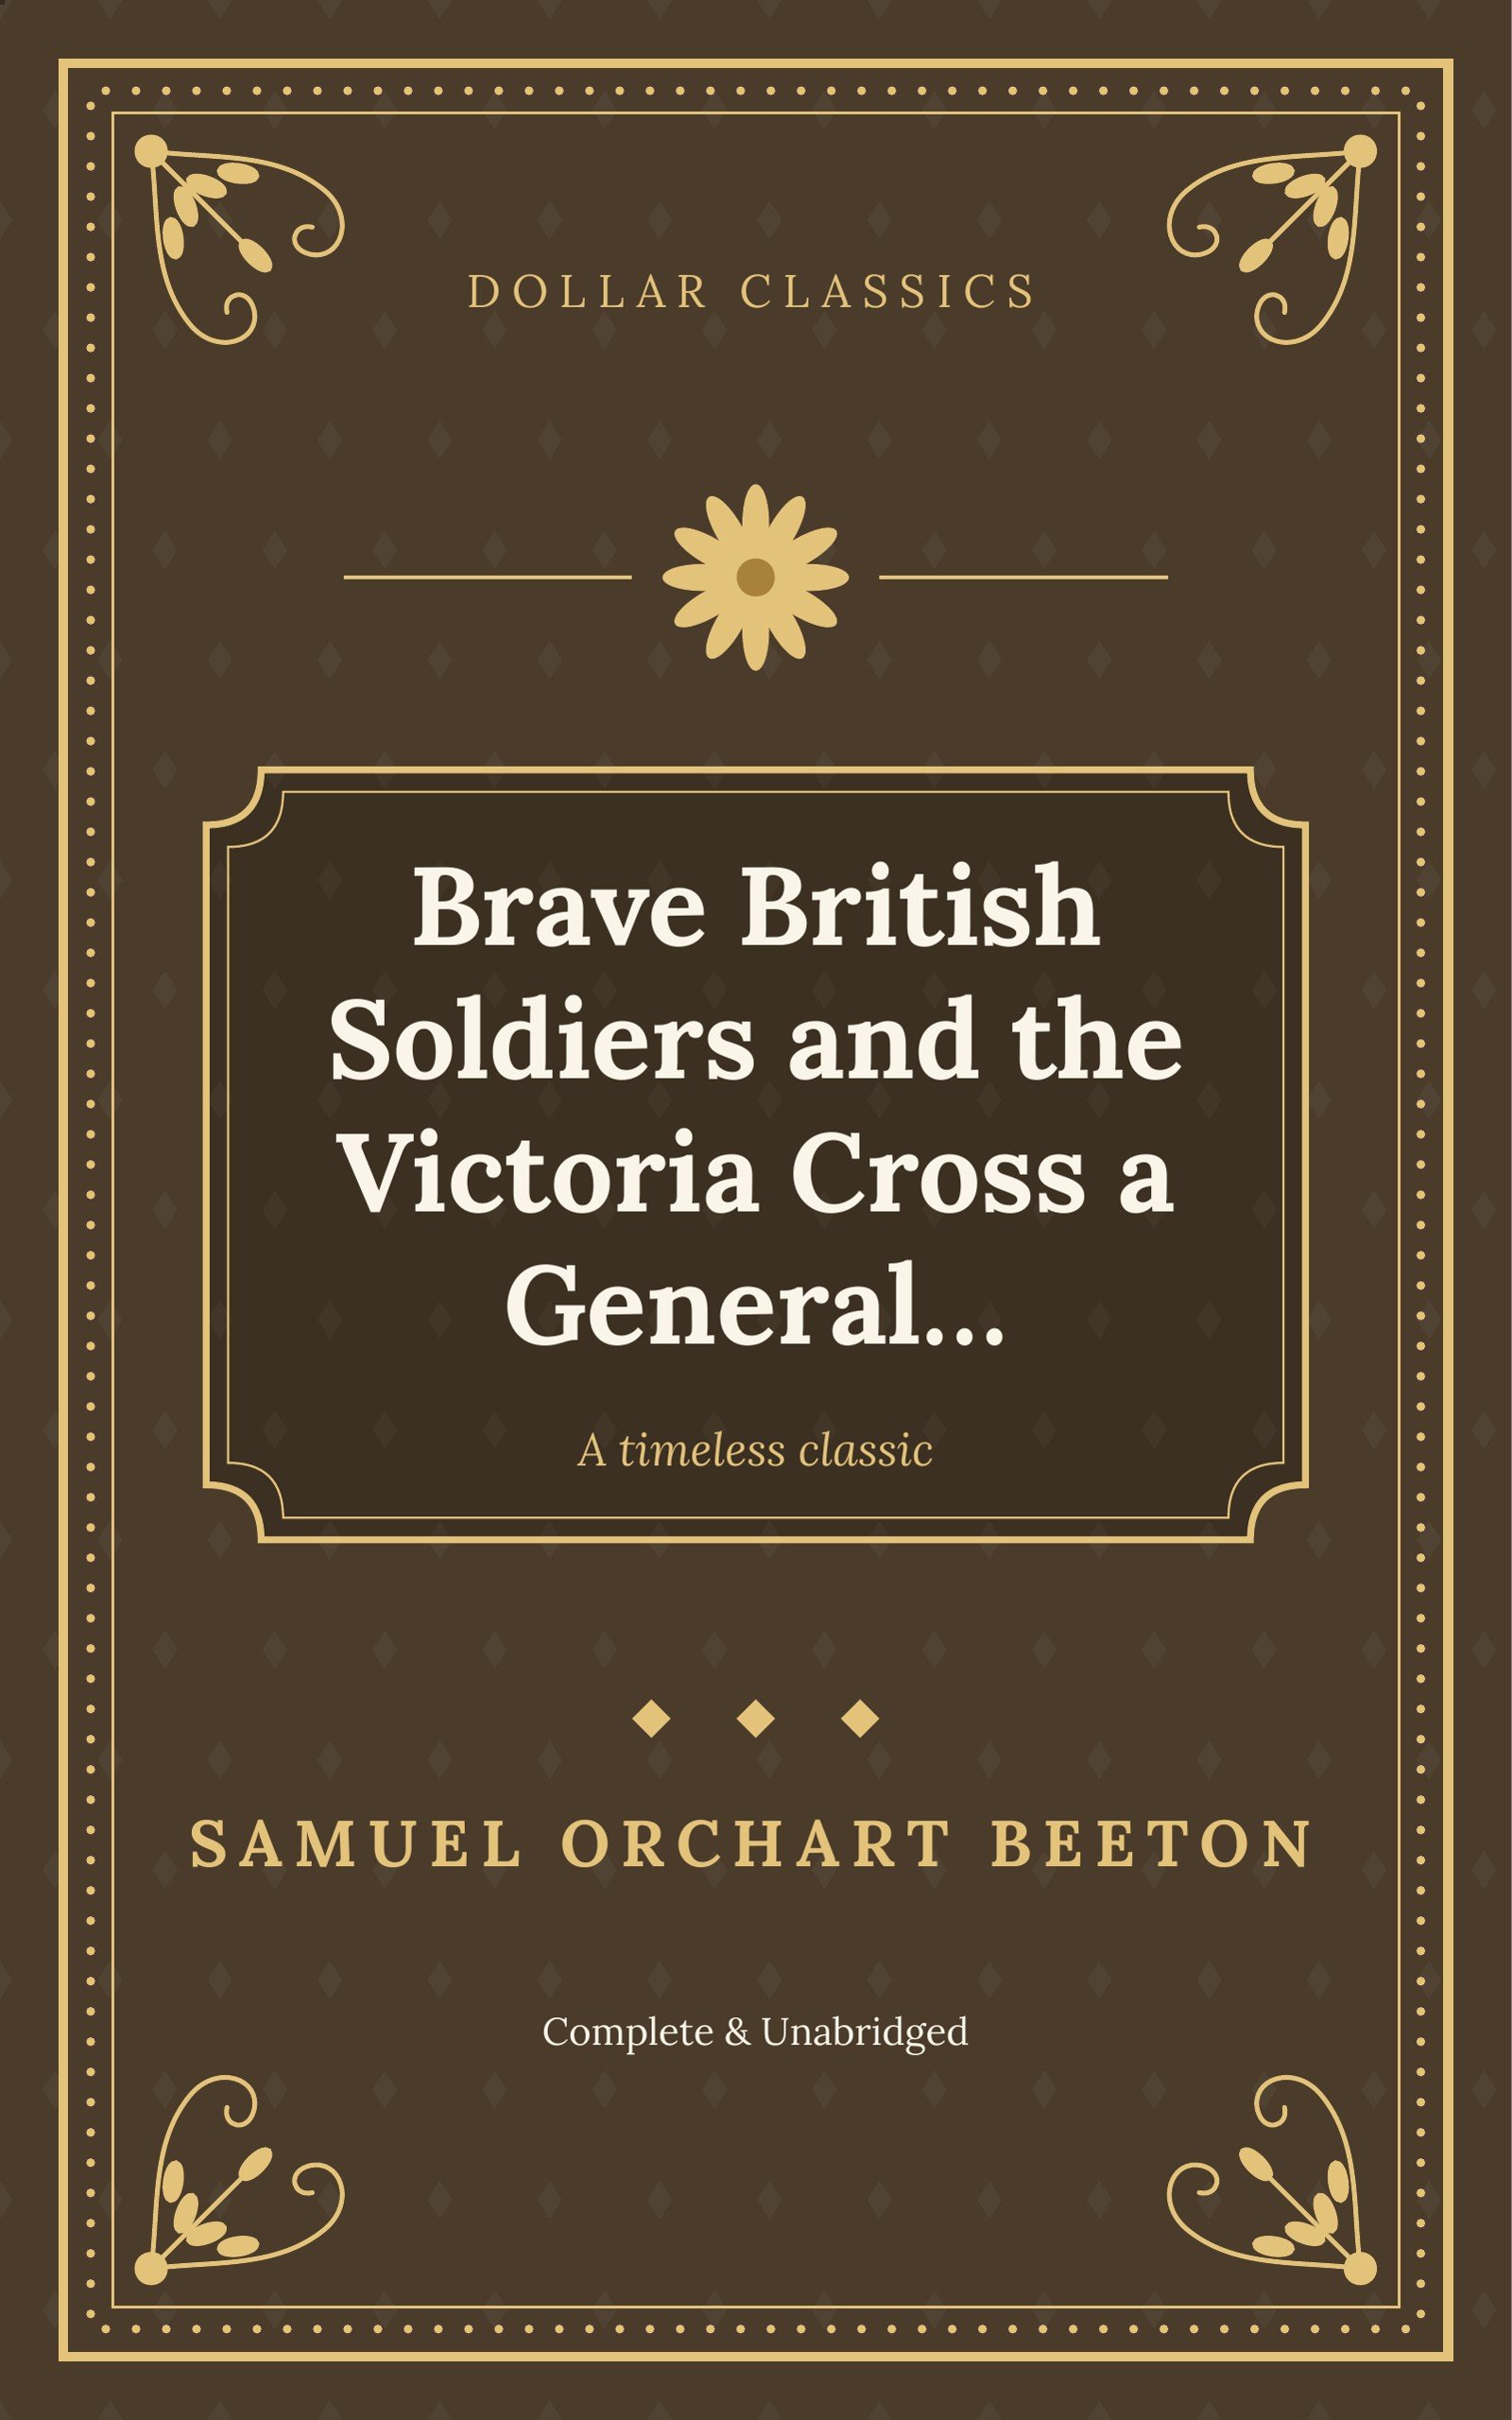 DOLLAR CLASSICS
Brave British
Soldiers and the
Victoria Cross a
General...
A timeless classic
SAMUEL ORCHART BEETON
Complete & Unabridged